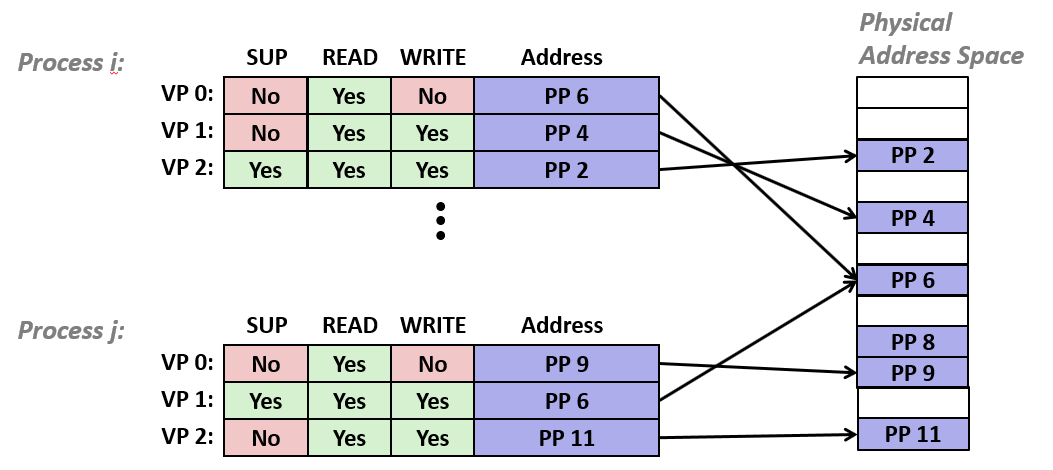 Physical
Address Space
Process i:
SUP READ WRITE Address
VP 0: No Yes No PP 6
VP 1: No Yes Yes PP 4
VP 2: Yes Yes Yes PP 2
PP 2
PP 4
PP 6
PP 8
PP 9
PP 11
Process j:
SUP READ WRITE Address
VP 0: No Yes No PP 9
VP 1: Yes Yes Yes PP 6
VP 2: No Yes Yes PP 11